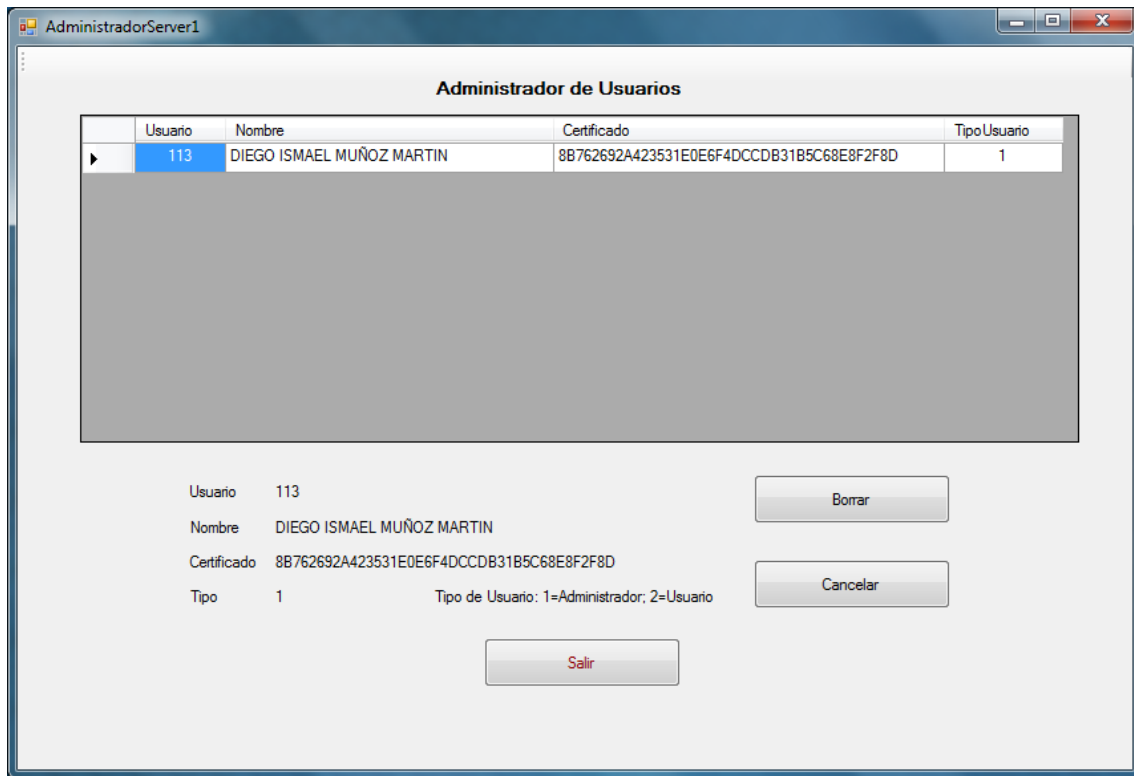 AdministradorServer1
Administrador de Usuarios
Usuario Nombre Certificado TipoUsuario
113 DIEGO ISMAEL MUÑOZ MARTIN 8B762692A423531E0E6F4DCCDB31B5C68E8F2F8D 1
Usuario 113
Borrar
Nombre DIEGO ISMAEL MUÑOZ MARTIN
Certificado 8B762692A423531E0E6F4DCCDB31B5C68E8F2F8D
Cancelar
Tipo 1 Tipo de Usuario: 1=Administrador; 2=Usuario
Salir